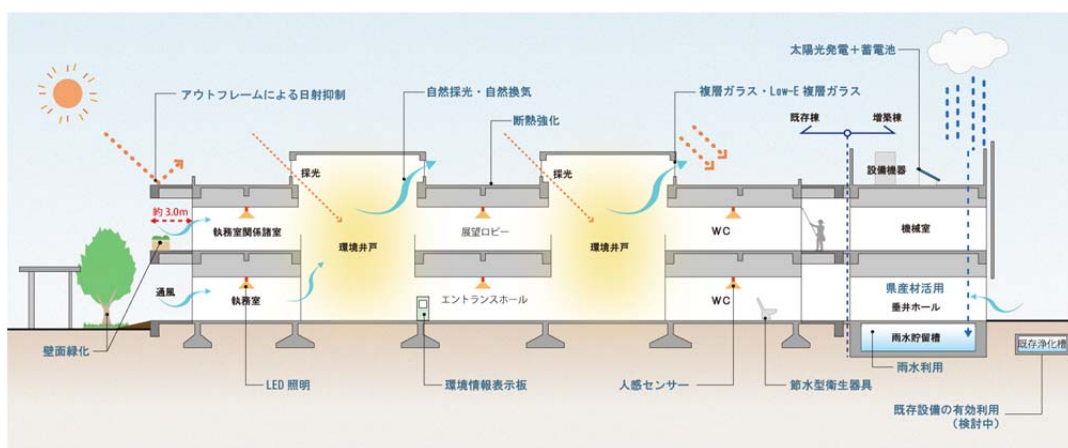 太陽光発電+蓄電池
アウトフレームによる日射抑制
自然採光・自然換気
複層ガラス・Low-E 複層ガラス
断熱強化
既存棟
増築棟
採光
採光
設備機器
約 3.0m
執務室関係諸室
環境井戸
展望ロビー
環境井戸
WC
機械室
通風
執務室
エントランスホール
WC
県産材活用
垂井ホール
雨水貯留槽
既存浄化槽
壁面緑化
LED 照明
環境情報表示板
人感センサー
節水型衛生器具
雨水利用
既存設備の有効利用
(検討中)